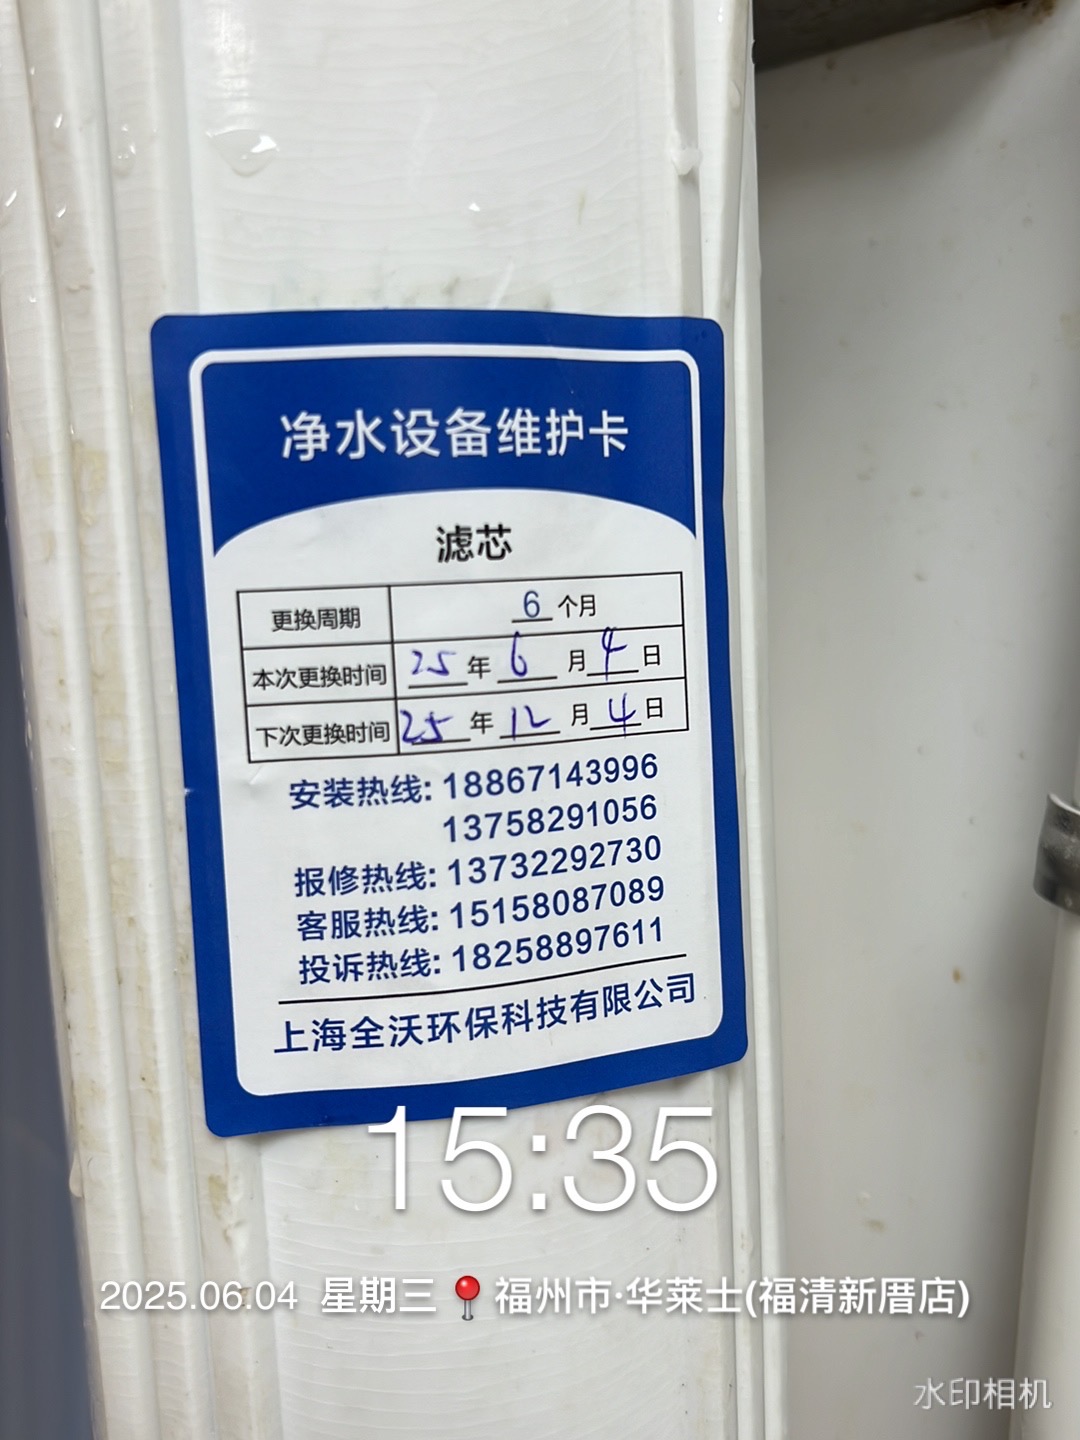 净水设备维护卡
滤芯
更换周期 6 个月
本次更换时间 25 年 6 月 4 日
下次更换时间 25 年 12 月 4 日
安装热线: 18867143996
13758291056
报修热线: 13732292730
客服热线: 15158087089
投诉热线: 18258897611
上海全沃环保科技有限公司
15:35
2025.06.04 星期三 福州市·华莱士(福清新厝店)
水印相机